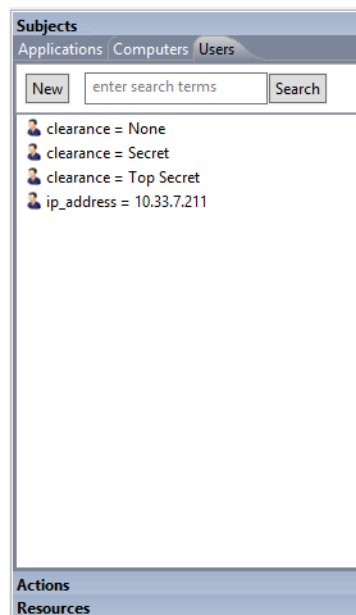 Subjects
Applications Computers Users
New enter search terms Search
clearance = None
clearance = Secret
clearance = Top Secret
ip_address = 10.33.7.211
Actions
Resources